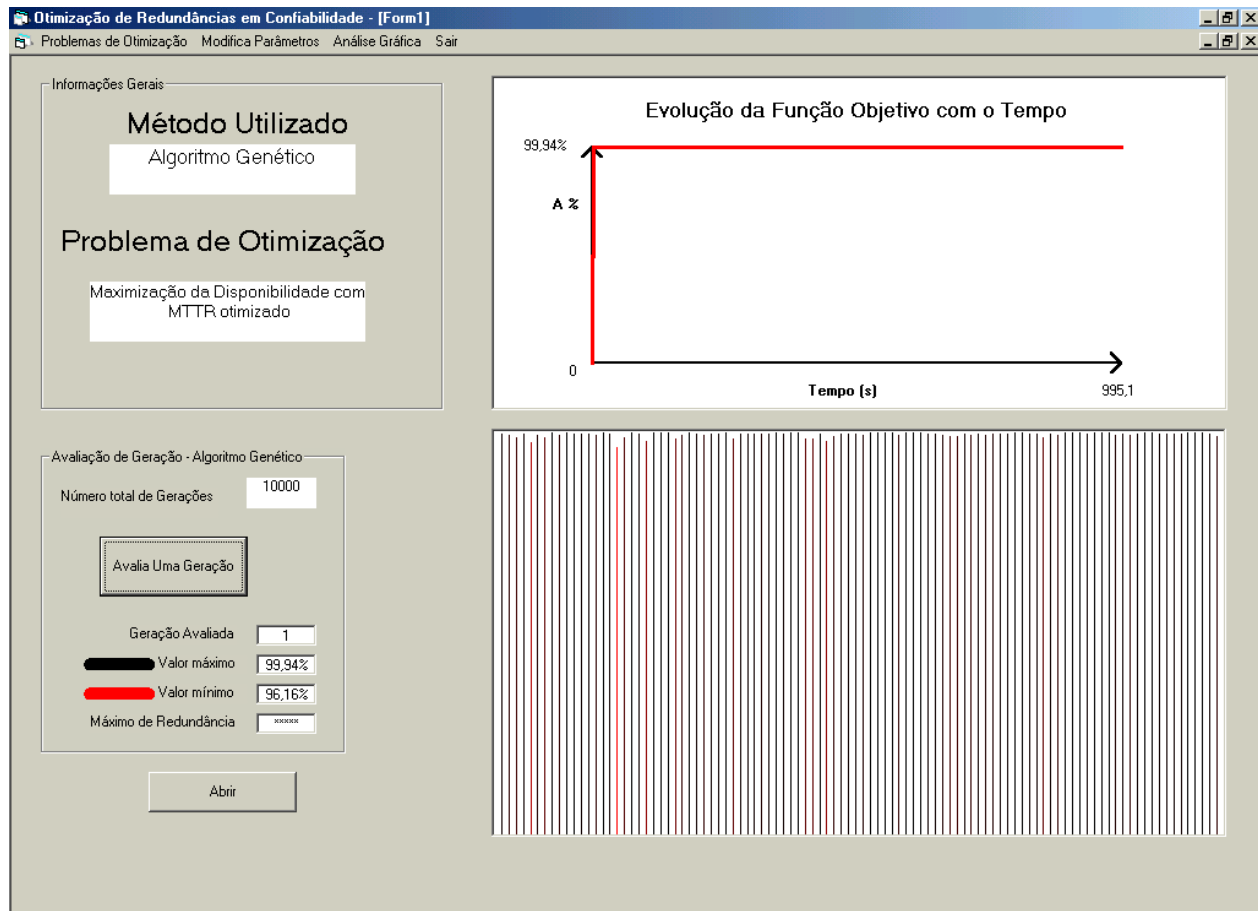 Otimização de Redundâncias em Confiabilidade - [Form1]
Problemas de Otimização Modifica Parâmetros Análise Gráfica Sair
Informações Gerais
Método Utilizado
Algoritmo Genético
Problema de Otimização
Maximização da Disponibilidade com
MTTR otimizado
Evolução da Função Objetivo com o Tempo
99,94%
A %
0
Tempo (s)
995,1
Avaliação de Geração - Algoritmo Genético
Número total de Gerações 10000
Avalia Uma Geração
Geração Avaliada 1
Valor máximo 99,94%
Valor mínimo 96,16%
Máximo de Redundância *****
Abrir